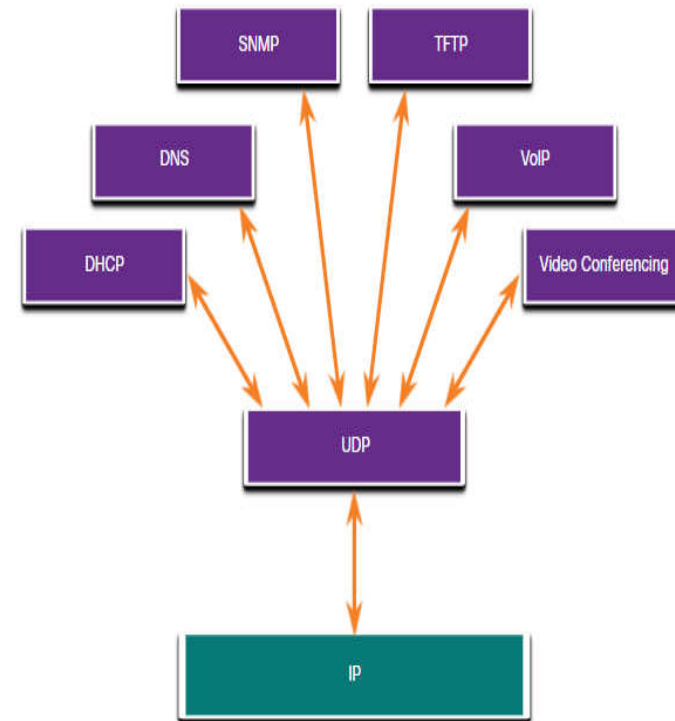 SNMP
TFTP
DNS
VoIP
DHCP
Video Conferencing
UDP
IP